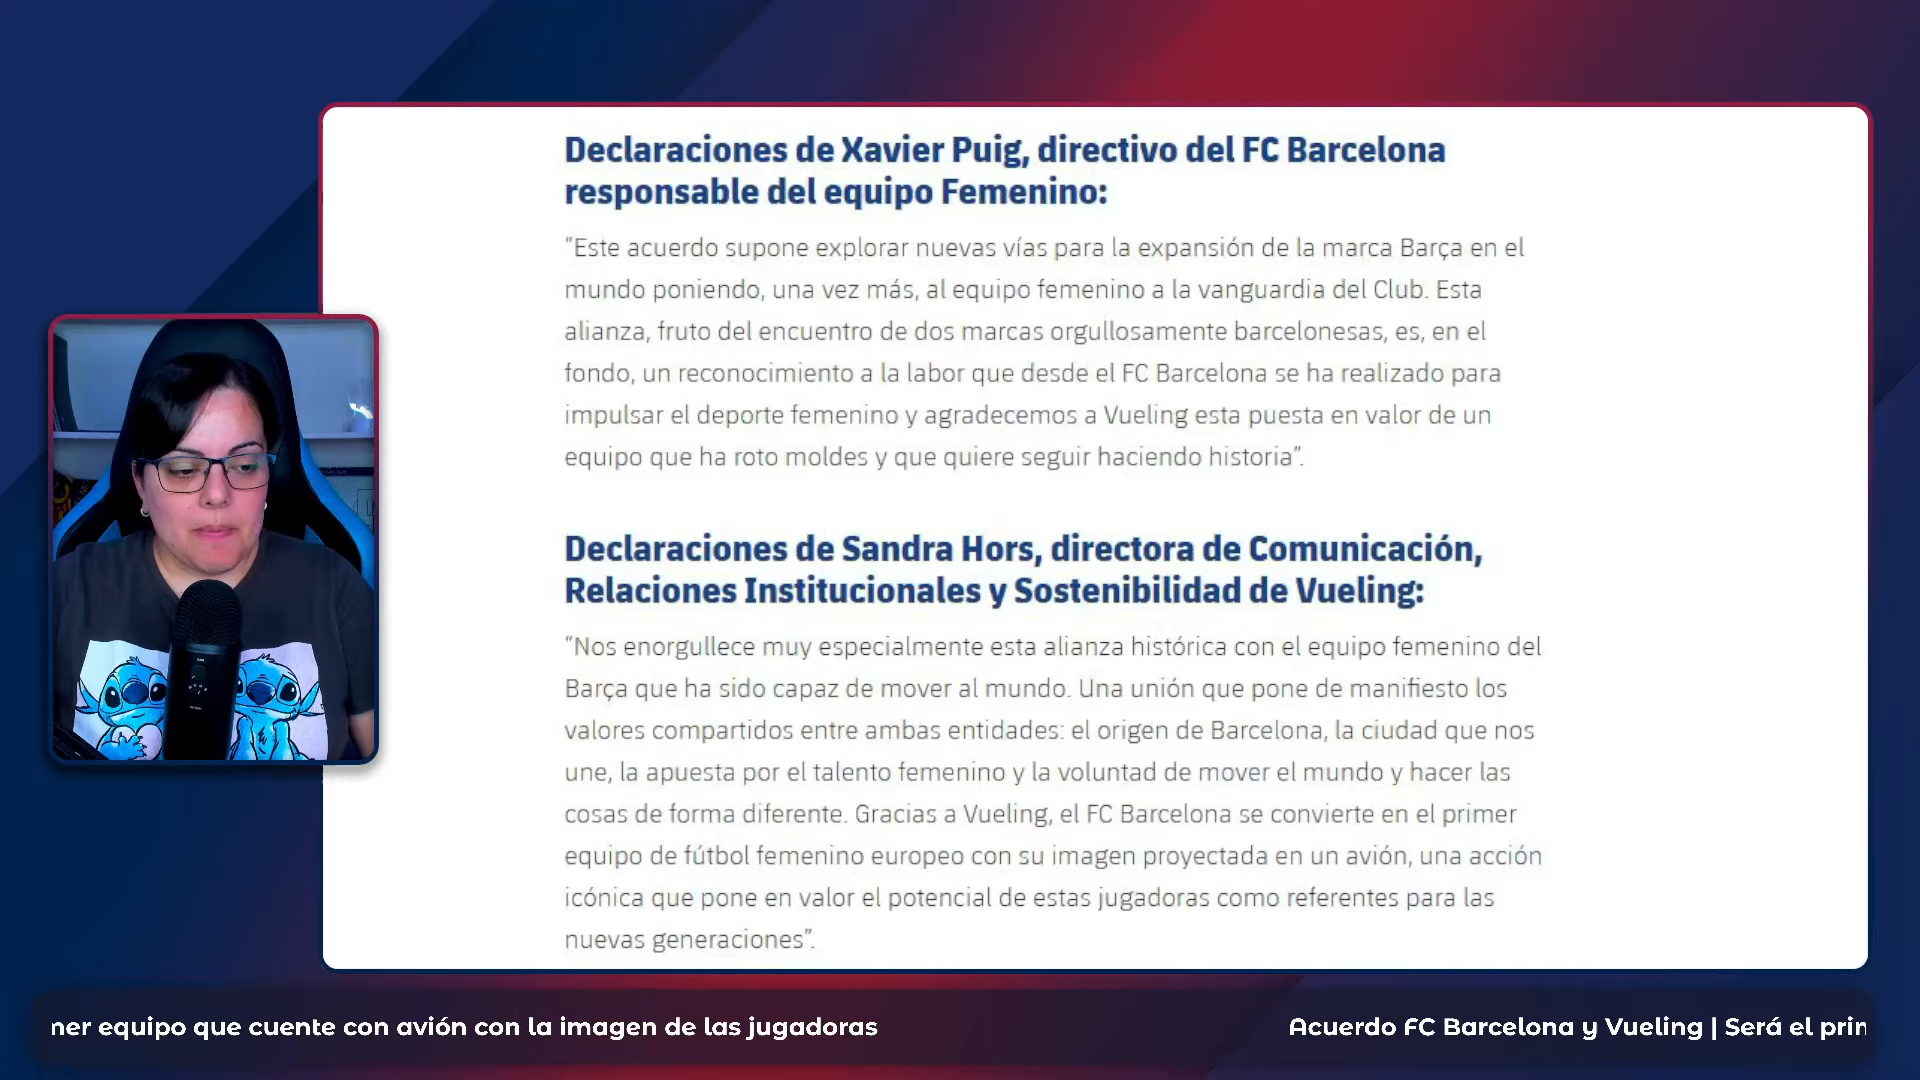 Declaraciones de Xavier Puig, directivo del FC Barcelona
responsable del equipo Femenino:
"Este acuerdo supone explorar nuevas vías para la expansión de la marca Barça en el
mundo poniendo, una vez más, al equipo femenino a la vanguardia del Club. Esta
alianza, fruto del encuentro de dos marcas orgullosamente barcelonesas, es, en el
fondo, un reconocimiento a la labor que desde el FC Barcelona se ha realizado para
impulsar el deporte femenino y agradecemos a Vueling esta puesta en valor de un
equipo que ha roto moldes y que quiere seguir haciendo historia”.
Declaraciones de Sandra Hors, directora de Comunicación,
Relaciones Institucionales y Sostenibilidad de Vueling:
"Nos enorgullece muy especialmente esta alianza histórica con el equipo femenino del
Barça que ha sido capaz de mover al mundo. Una unión que pone de manifiesto los
valores compartidos entre ambas entidades: el origen de Barcelona, la ciudad que nos
une, la apuesta por el talento femenino y la voluntad de mover el mundo y hacer las
cosas de forma diferente. Gracias a Vueling, el FC Barcelona se convierte en el primer
equipo de fútbol femenino europeo con su imagen proyectada en un avión, una acción
icónica que pone en valor el potencial de estas jugadoras como referentes para las
nuevas generaciones”.
ner equipo que cuente con avión con la imagen de las jugadoras
Acuerdo FC Barcelona y Vueling | Será el prin